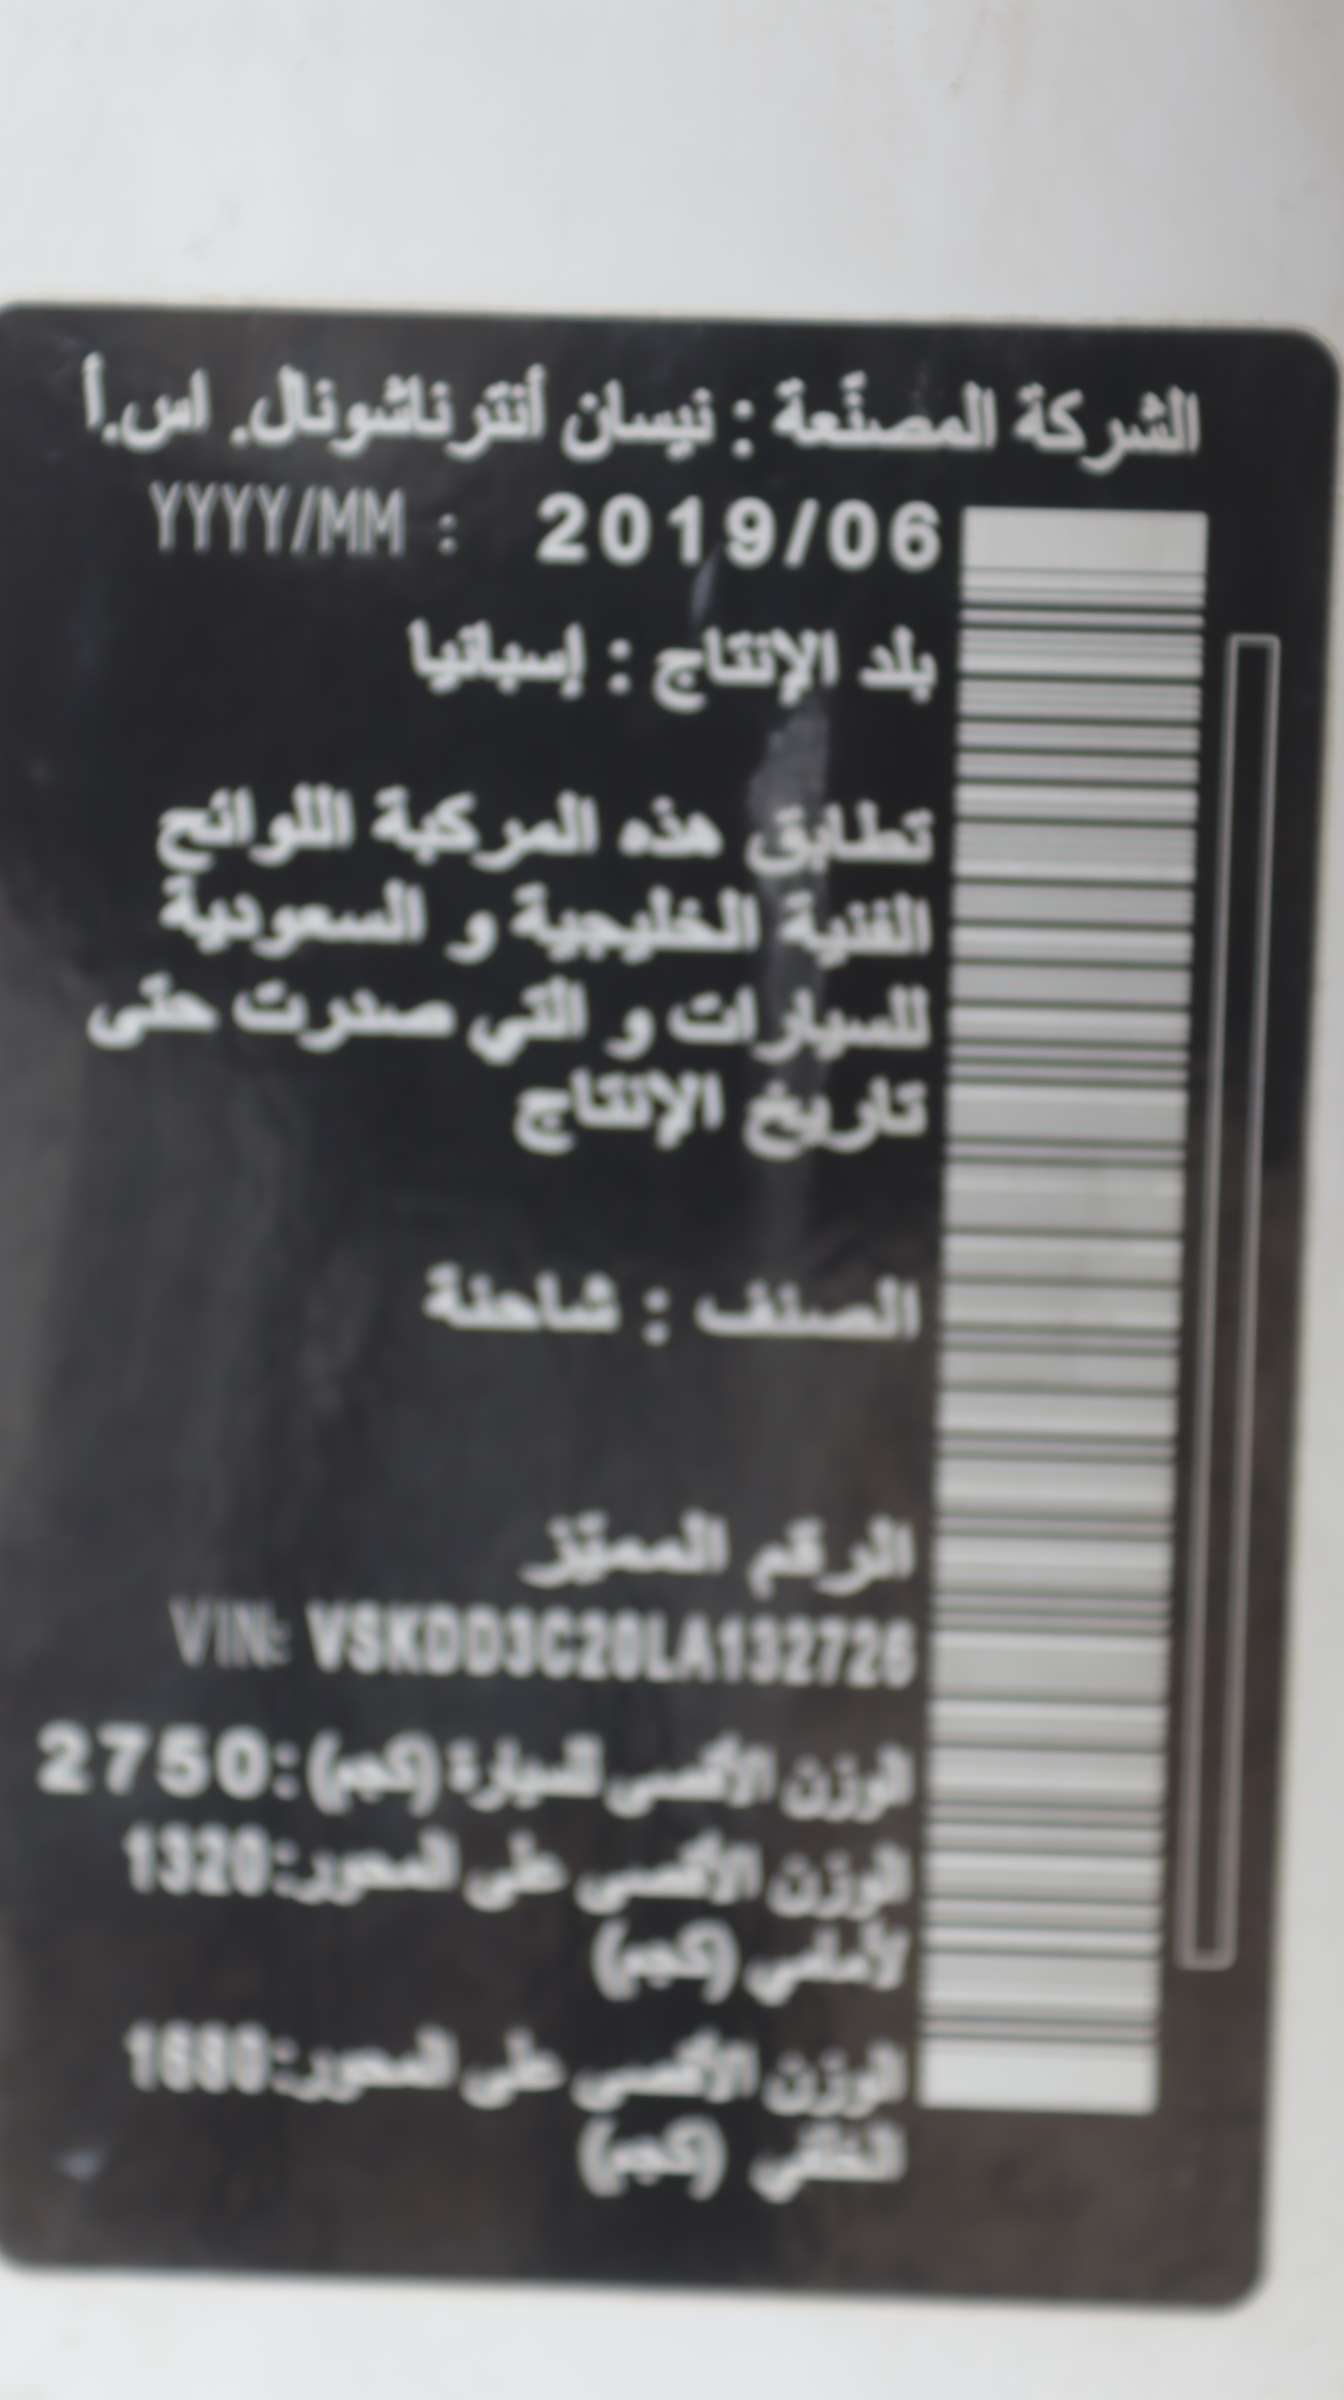 الشركة المصنّعة : نيسان أنترناشونال. اس.أ
YYYY/MM : 2019/06
بلد الإنتاج : إسبانيا
تطابق هذه المركبة اللوائح
الفنية الخليجية و السعودية
للسيارات و التي صدرت حتى
تاريخ الإنتاج
الصنف : شاحنة
الرقم المميّز
VIN: VSKDD3C20LA132726
الوزن الأقصى للسيارة (كجم):2750
الوزن الأقصى على المحور:1320
لأمامي (كجم)
الوزن الأقصى على المحور:1680
الخلفي (كجم)